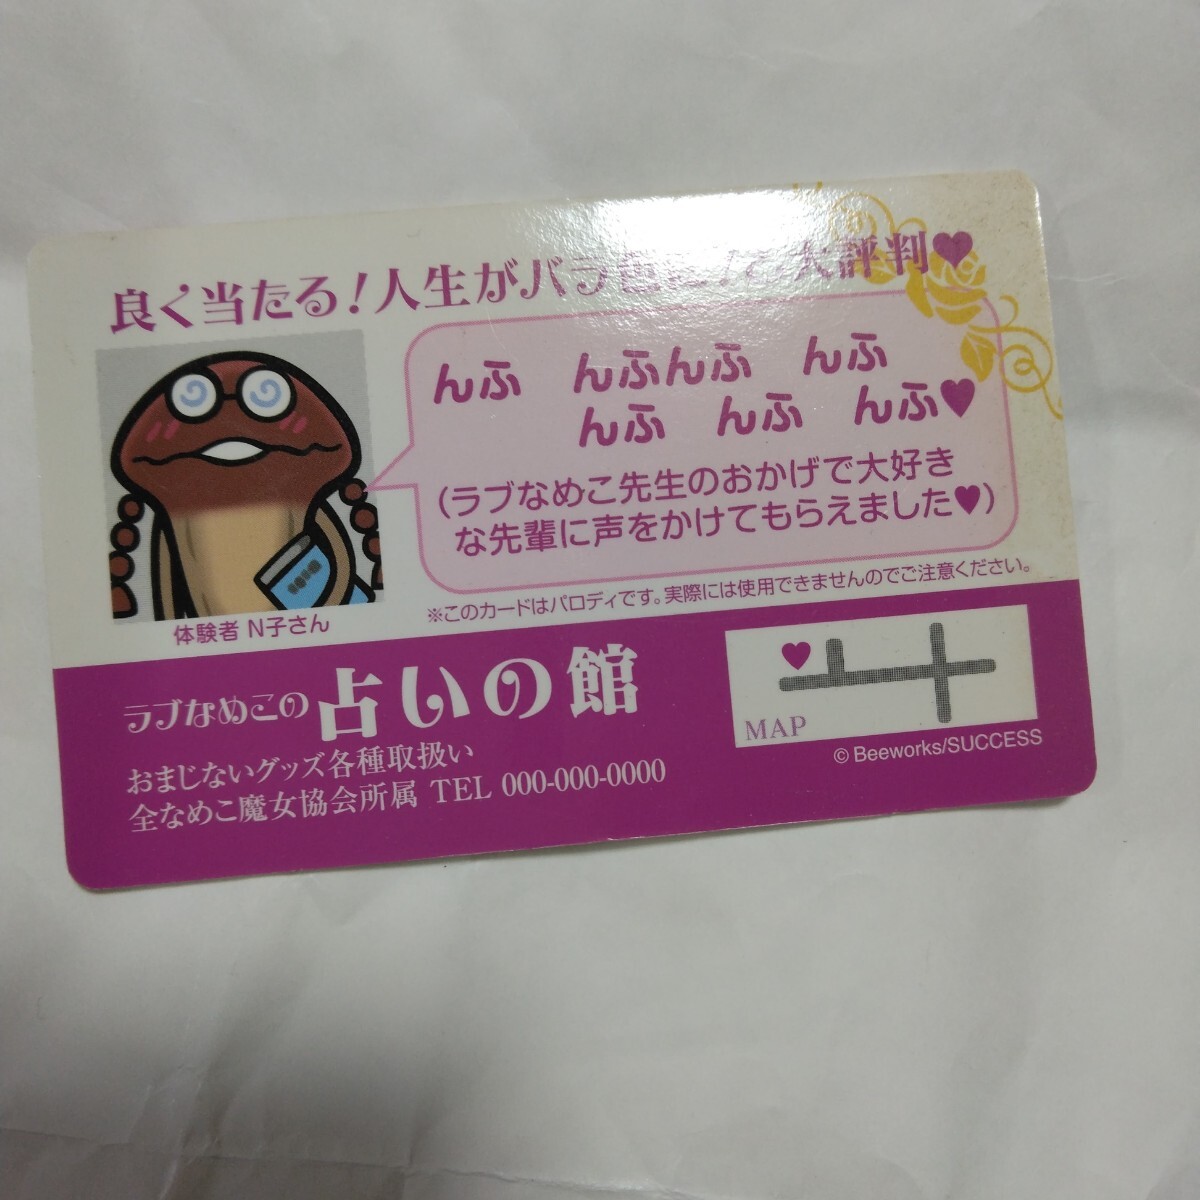 良く当たる！人生がバラ色に！と大評判♥
んふ　んふんふ　んふ
んふ　んふ　んふ♥
（ラブなめこ先生のおかげで大好き
な先輩に声をかけてもらえました♥）
※このカードはパロディです。実際には使用できませんのでご注意ください。
体験者 N子さん
ラブなめこの占いの館
おまじないグッズ各種取扱い
全なめこ魔女協会所属 TEL 000-000-0000
MAP
© Beeworks/SUCCESS